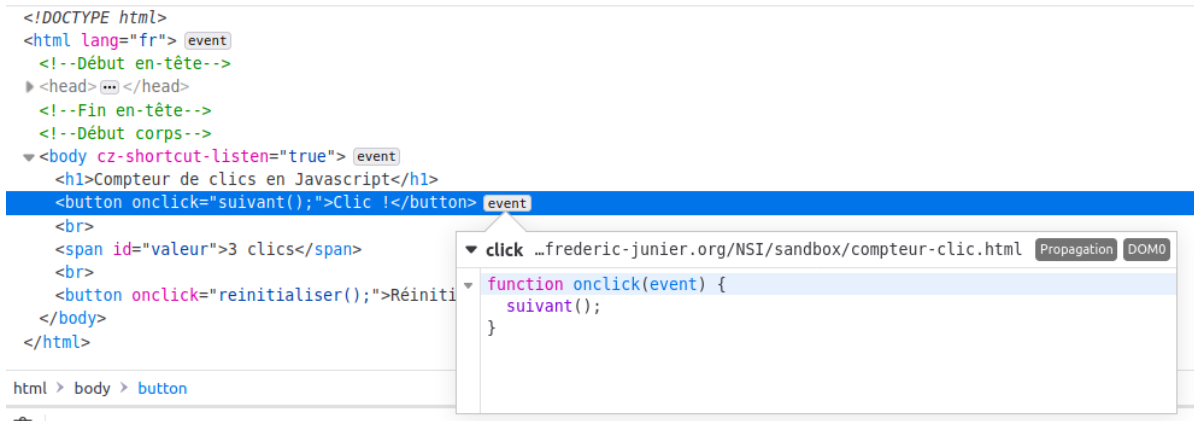 <!DOCTYPE html>
<html lang="fr"> event
<!--Début en-tête-->
<head> ••• </head>
<!--Fin en-tête-->
<!--Début corps-->
<body cz-shortcut-listen="true"> event
<h1>Compteur de clics en Javascript</h1>
<button onclick="suivant();">Clic !</button> event
<br>
<span id="valeur">3 clics</span>
<br>
<button onclick="reinitialiser();">Réiniti
</body>
</html>
click …frederic-junier.org/NSI/sandbox/compteur-clic.html Propagation DOM0
function onclick(event) {
suivant();
}
html > body > button